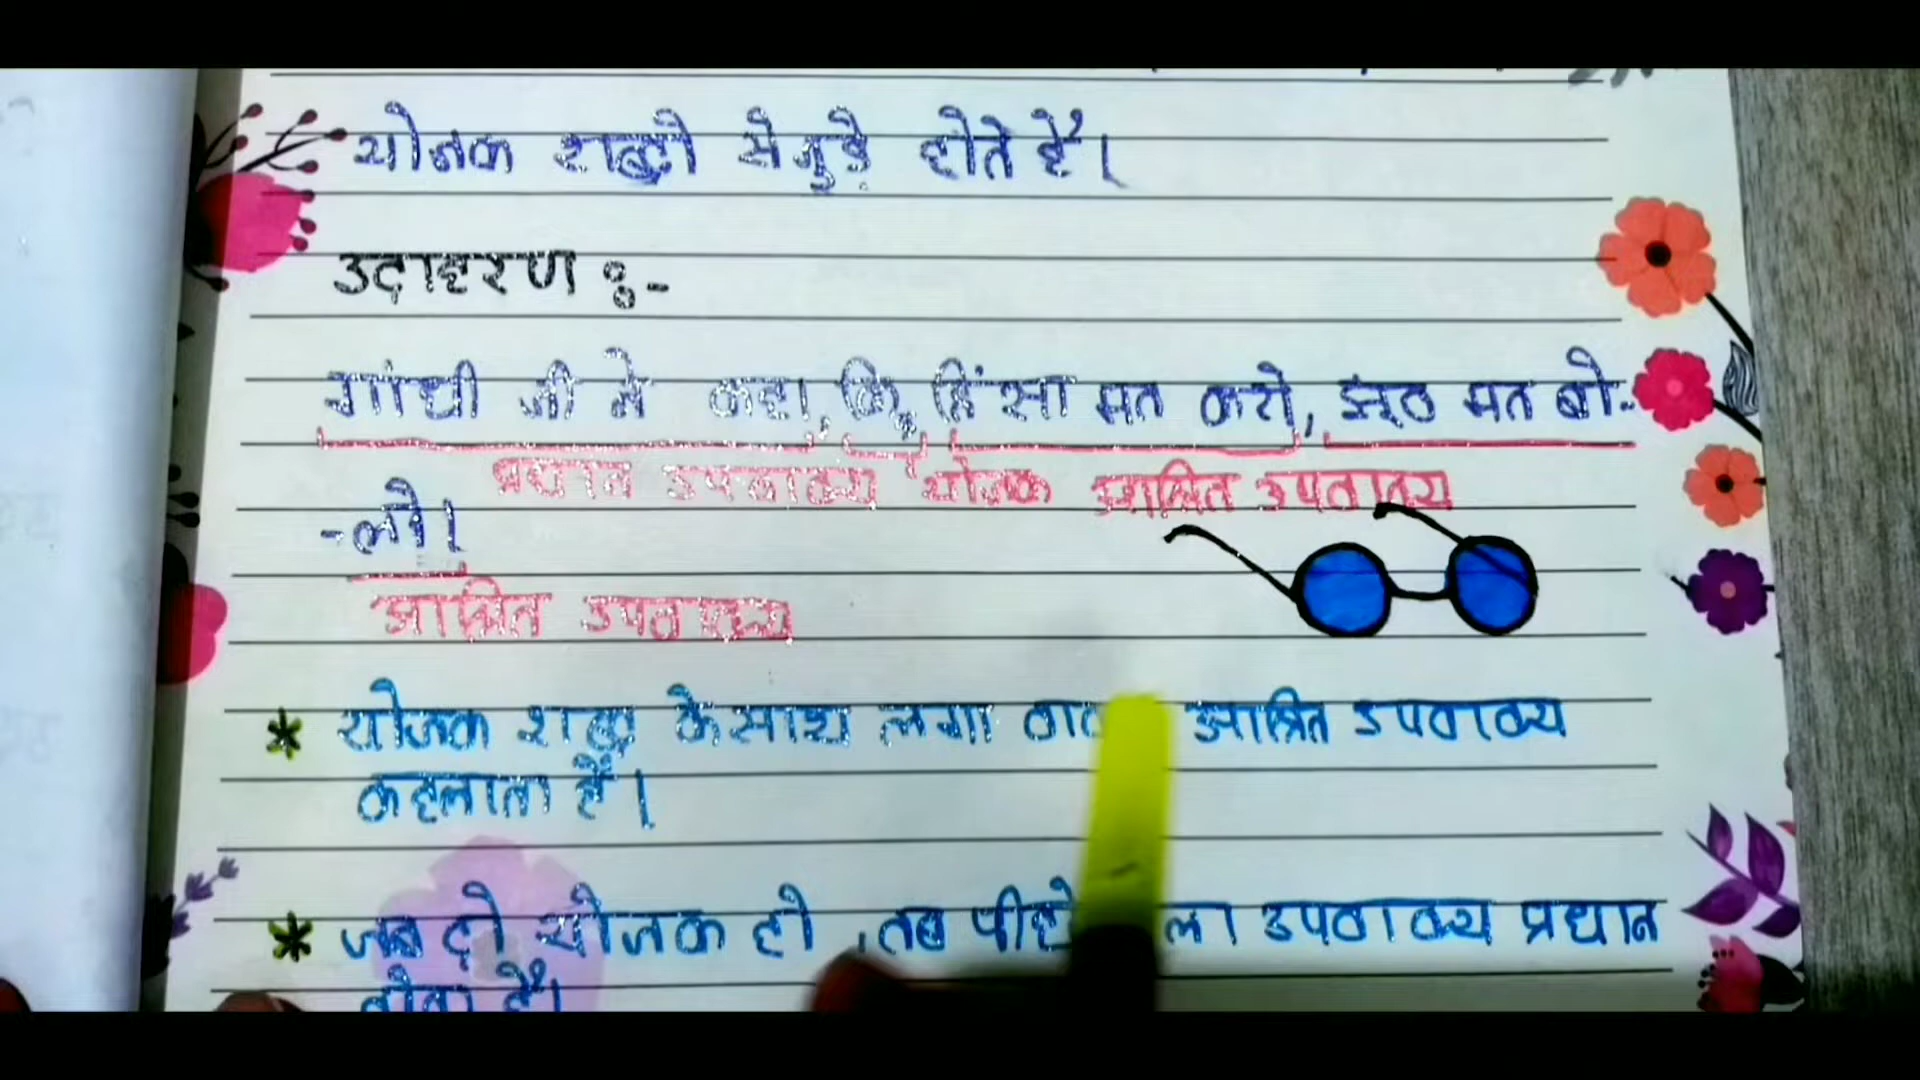 योजक शब्दो से जुड़े होते हैं।
उदाहरण :-
गांधी जी ने कहा, कि, हिंसा मत करो, झूठ मत बो-
प्रधान उपवाक्य योजक आश्रित उपवाक्य
-लो।
आश्रित उपवाक्य
* योजक शब्द के साथ लगा आश्रित उपवाक्य
कहलाता हैं।
* जब दो योजक हो , तब उपवाक्य प्रधान
होता हैं।